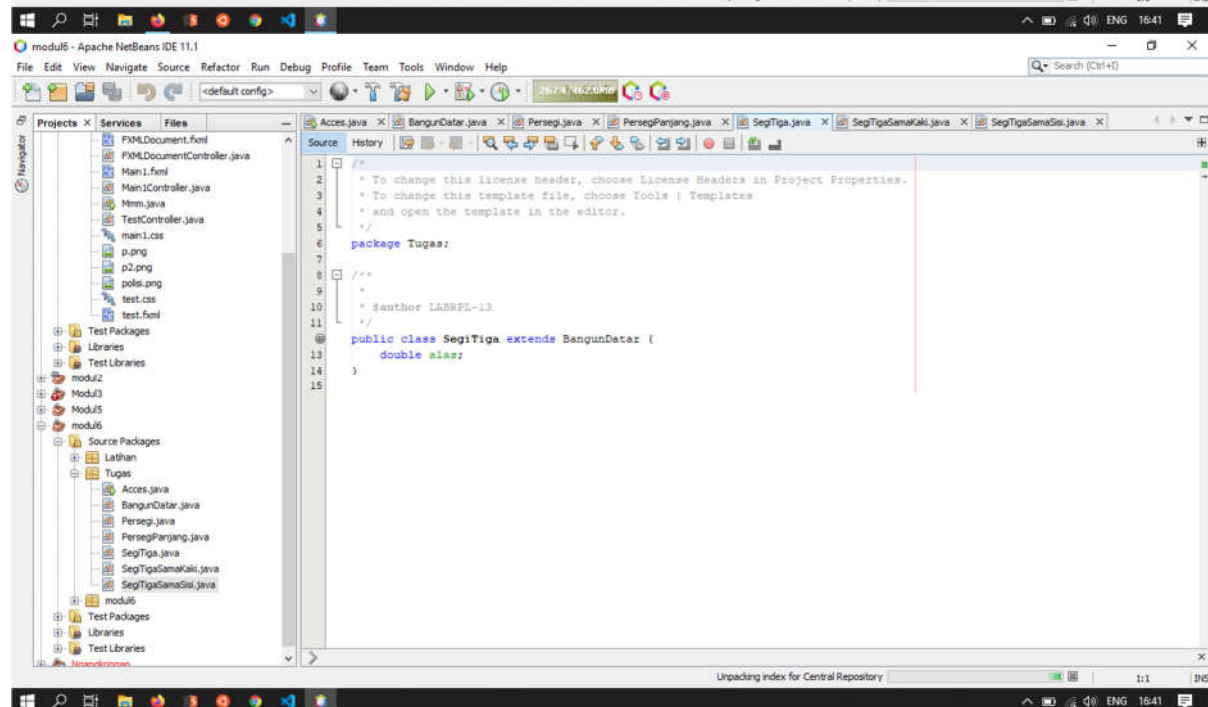 ENG 16:41
modul6 - Apache NetBeans IDE 11.1
File Edit View Navigate Source Refactor Run Debug Profile Team Tools Window Help
Search (Ctrl+I)
<default config>
Projects Services Files
Acces.java BangunDatar.java Persegi.java PersegiPanjang.java SegiTiga.java SegiTigaSamaKaki.java SegiTigaSamaSisi.java
Navigator
Source History
FXMLDocument.fxml
FXMLDocumentController.java
Main1.fxml
Main1Controller.java
Mmm.java
TestController.java
main1.css
p.png
p2.png
polisi.png
test.css
test.fxml
Test Packages
Libraries
Test Libraries
modul2
Modul3
Modul5
modul6
Source Packages
Latihan
Tugas
Acces.java
BangunDatar.java
Persegi.java
PersegiPanjang.java
SegiTiga.java
SegiTigaSamaKaki.java
SegiTigaSamaSisi.java
modul6
Test Packages
Libraries
Test Libraries
Ngangkringan
1 /*
2 * To change this license header, choose License Headers in Project Properties.
3 * To change this template file, choose Tools | Templates
4 * and open the template in the editor.
5 */
6 package Tugas;
7
8 /**
9 *
10 * @author LABRPL-13
11 */
public class SegiTiga extends BangunDatar {
13 double alas;
14 }
15
Unpacking index for Central Repository
1:1 INS
ENG 16:41